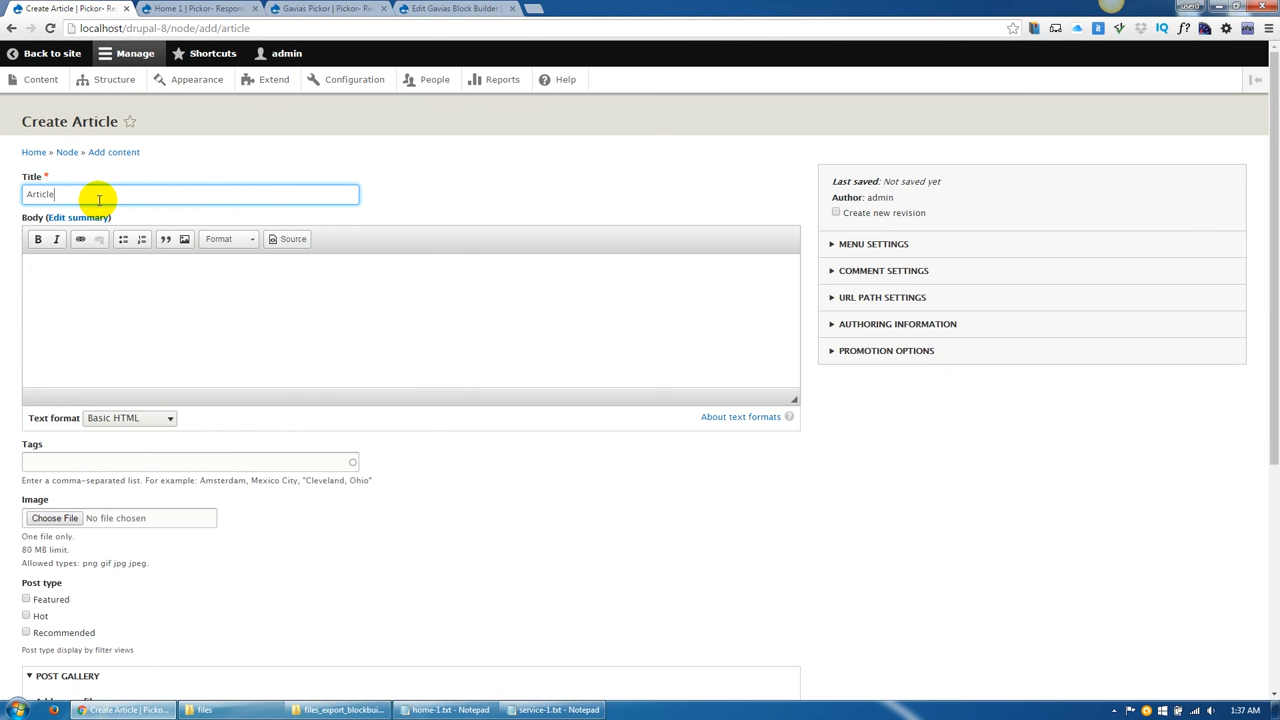 Create Article | Pickor- Re
Home 1 | Pickor- Respon
Gavias Pickor | Pickor- R
Edit Gavias Block Builder |
user0
localhost/drupal-8/node/add/article
Back to site
Manage
Shortcuts
admin
Content
Structure
Appearance
Extend
Configuration
People
Reports
Help
Create Article
Home » Node » Add content
Title *
Article
Body (Edit summary)
B I
Format
Source
Text format Basic HTML
About text formats ?
Tags
Enter a comma-separated list. For example: Amsterdam, Mexico City, "Cleveland, Ohio"
Image
Choose File No file chosen
One file only.
80 MB limit.
Allowed types: png gif jpg jpeg.
Post type
Featured
Hot
Recommended
Post type display by filter views
POST GALLERY
Last saved: Not saved yet
Author: admin
Create new revision
MENU SETTINGS
COMMENT SETTINGS
URL PATH SETTINGS
AUTHORING INFORMATION
PROMOTION OPTIONS
Create Article | Picko...
files
files_export_blockbui...
home-1.txt - Notepad
service-1.txt - Notepad
1:37 AM